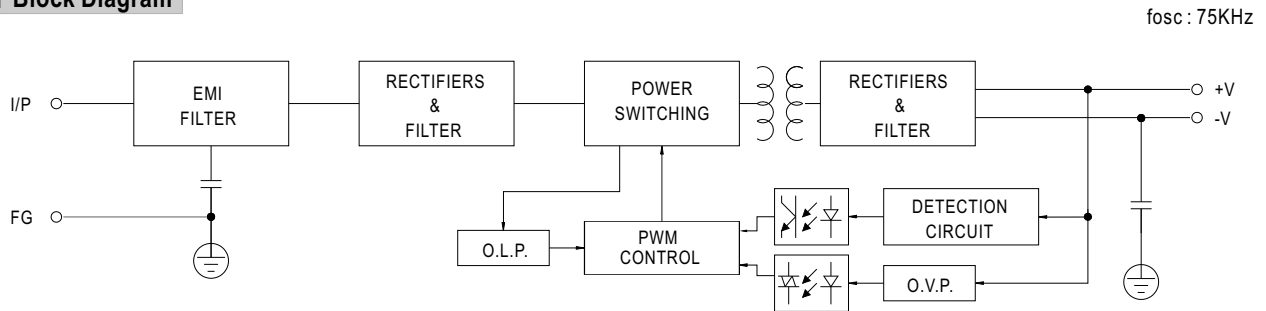 Block Diagram
fosc : 75KHz
I/P
EMI
FILTER
RECTIFIERS
&
FILTER
POWER
SWITCHING
RECTIFIERS
&
FILTER
+V
-V
FG
O.L.P.
PWM
CONTROL
DETECTION
CIRCUIT
O.V.P.